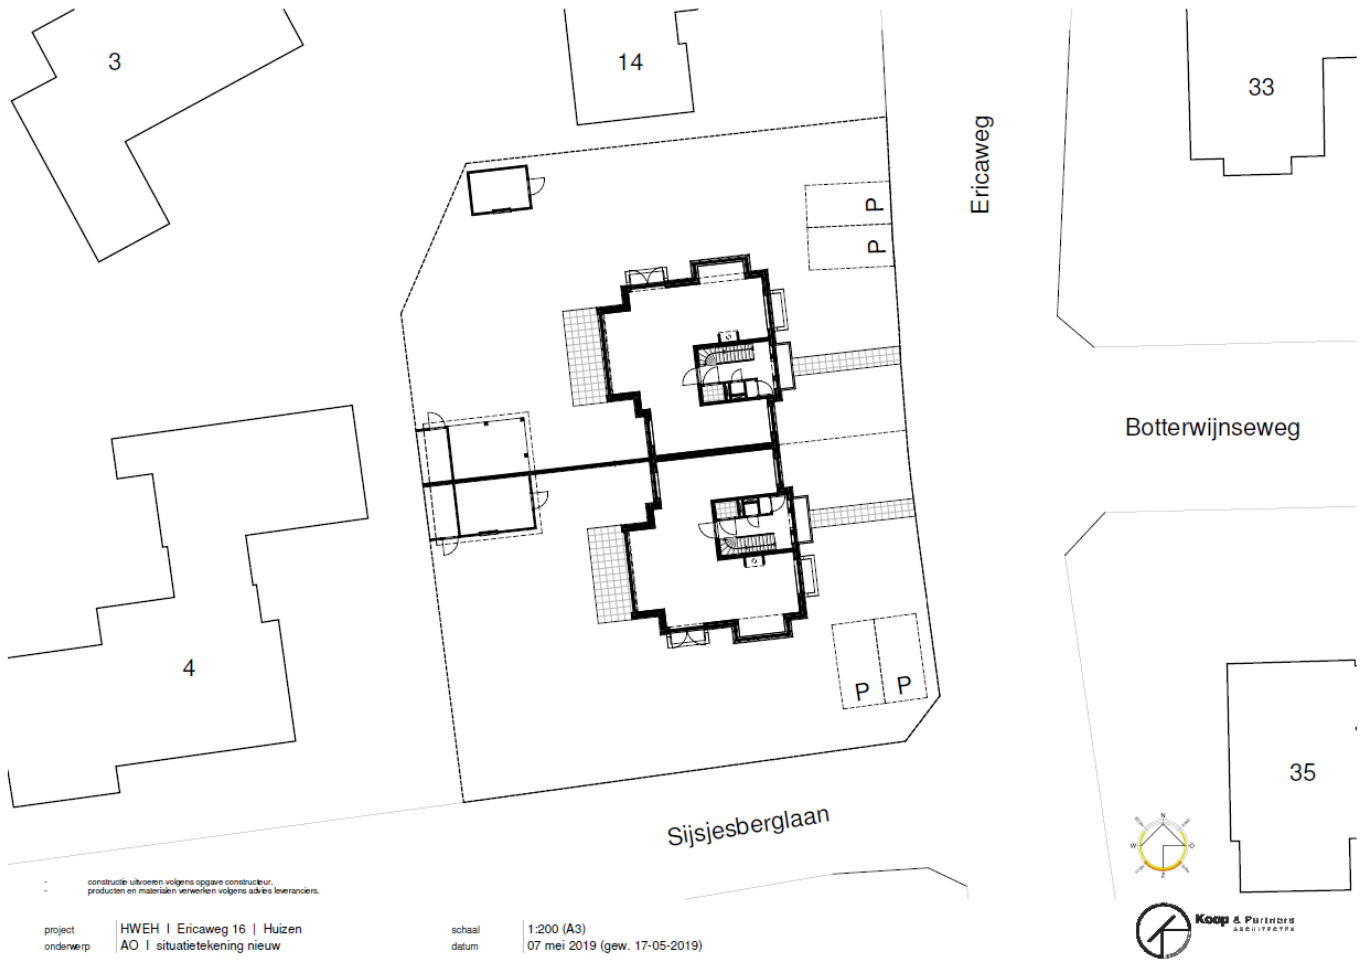 3
14
33
Ericaweg
P
P
Botterwijnseweg
4
P P
35
Sijsjesberglaan
N
W O
Z
- constructie uitvoeren volgens opgave constructeur.
- producten en materialen verwerken volgens advies leveranciers.
project HWEH | Ericaweg 16 | Huizen
onderwerp AO | situatietekening nieuw
schaal 1:200 (A3)
datum 07 mei 2019 (gew. 17-05-2019)
Koop & Partners
ARCHITECTEN